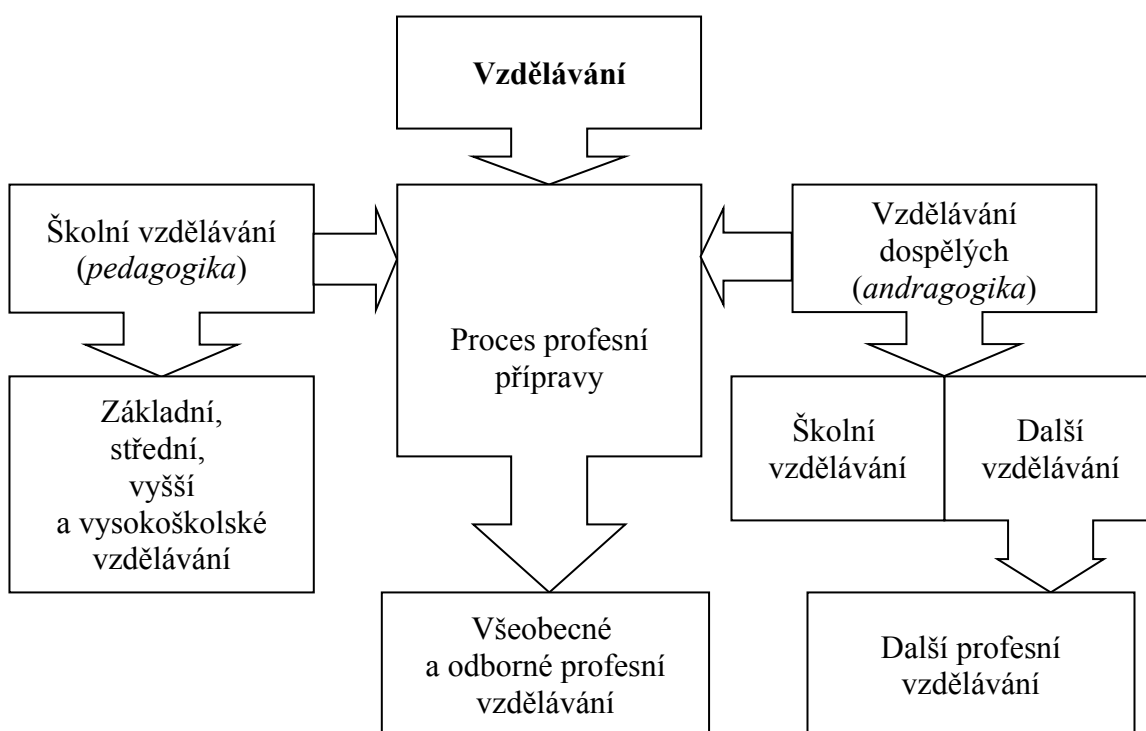 Vzdělávání
Školní vzdělávání
(pedagogika)
Proces profesní
přípravy
Vzdělávání
dospělých
(andragogika)
Základní,
střední,
vyšší
a vysokoškolské
vzdělávání
Školní
vzdělávání
Další
vzdělávání
Všeobecné
a odborné profesní
vzdělávání
Další profesní
vzdělávání